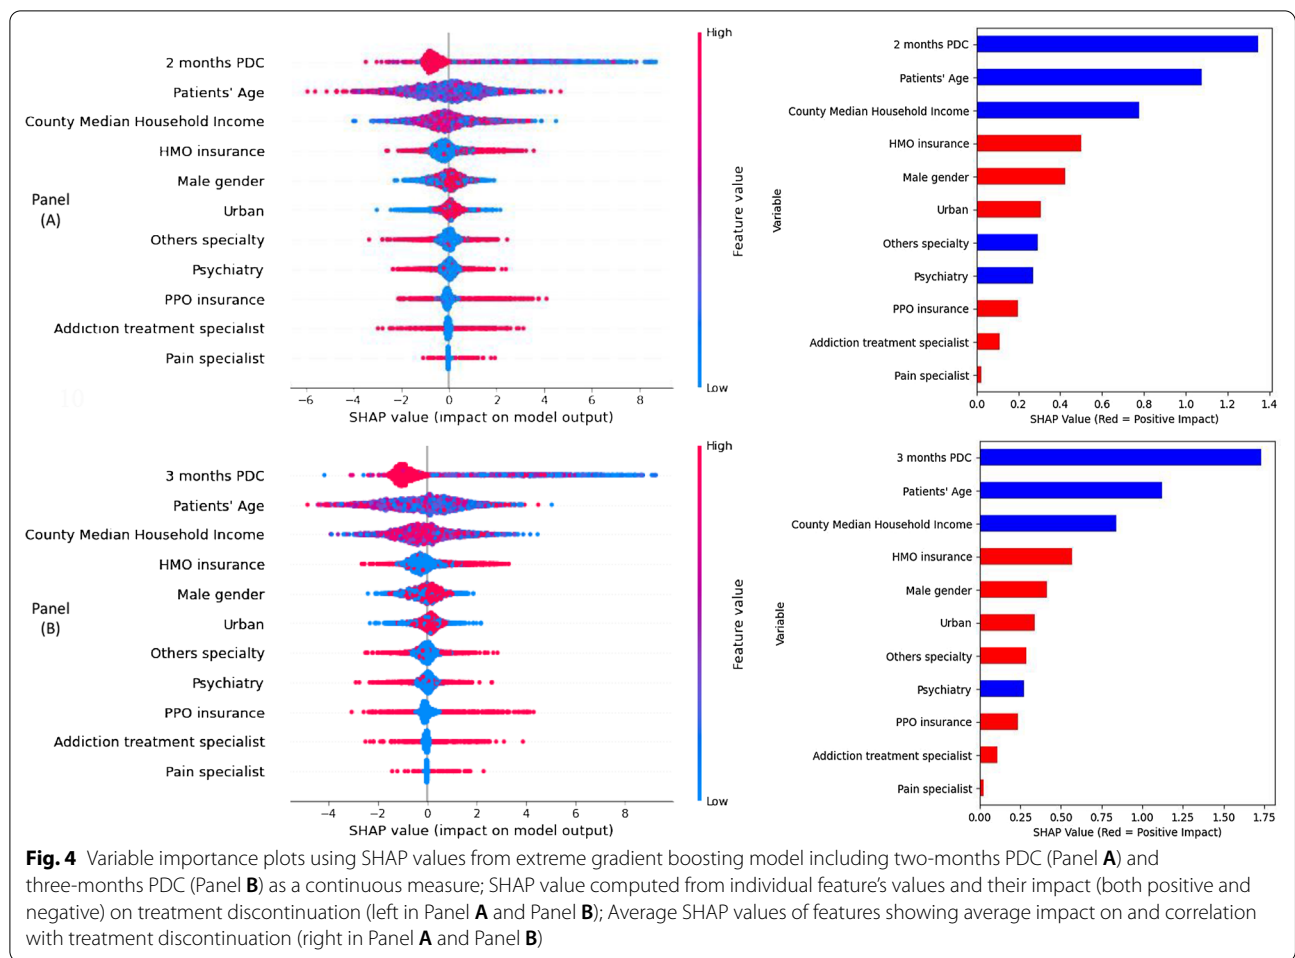 2 months PDC
Patients' Age
County Median Household Income
HMO insurance
Male gender
Urban
Others specialty
Psychiatry
PPO insurance
Addiction treatment specialist
Pain specialist
Panel
(A)
−6 −4 −2 0 2 4 6 8
SHAP value (impact on model output)
High
Feature value
Low
2 months PDC
Patients' Age
County Median Household Income
HMO insurance
Male gender
Urban
Others specialty
Psychiatry
PPO insurance
Addiction treatment specialist
Pain specialist
Variable
0.0 0.2 0.4 0.6 0.8 1.0 1.2 1.4
SHAP Value (Red = Positive Impact)
10
3 months PDC
Patients' Age
County Median Household Income
HMO insurance
Male gender
Urban
Others specialty
Psychiatry
PPO insurance
Addiction treatment specialist
Pain specialist
Panel
(B)
−4 −2 0 2 4 6 8
SHAP value (impact on model output)
High
Feature value
Low
3 months PDC
Patients' Age
County Median Household Income
HMO insurance
Male gender
Urban
Others specialty
Psychiatry
PPO insurance
Addiction treatment specialist
Pain specialist
Variable
0.00 0.25 0.50 0.75 1.00 1.25 1.50 1.75
SHAP Value (Red = Positive Impact)
Fig. 4 Variable importance plots using SHAP values from extreme gradient boosting model including two-months PDC (Panel A) and
three-months PDC (Panel B) as a continuous measure; SHAP value computed from individual feature's values and their impact (both positive and
negative) on treatment discontinuation (left in Panel A and Panel B); Average SHAP values of features showing average impact on and correlation
with treatment discontinuation (right in Panel A and Panel B)